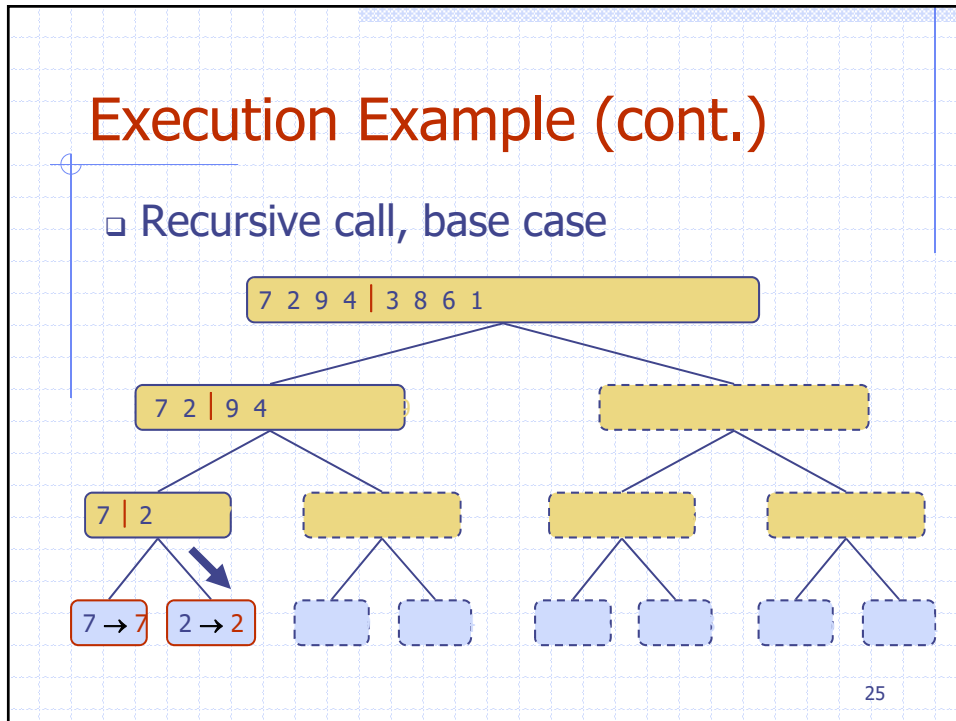 Execution Example (cont.)
Recursive call, base case
7 2 9 4 | 3 8 6 1
7 2 | 9 4
7 | 2
7 → 7
2 → 2
25